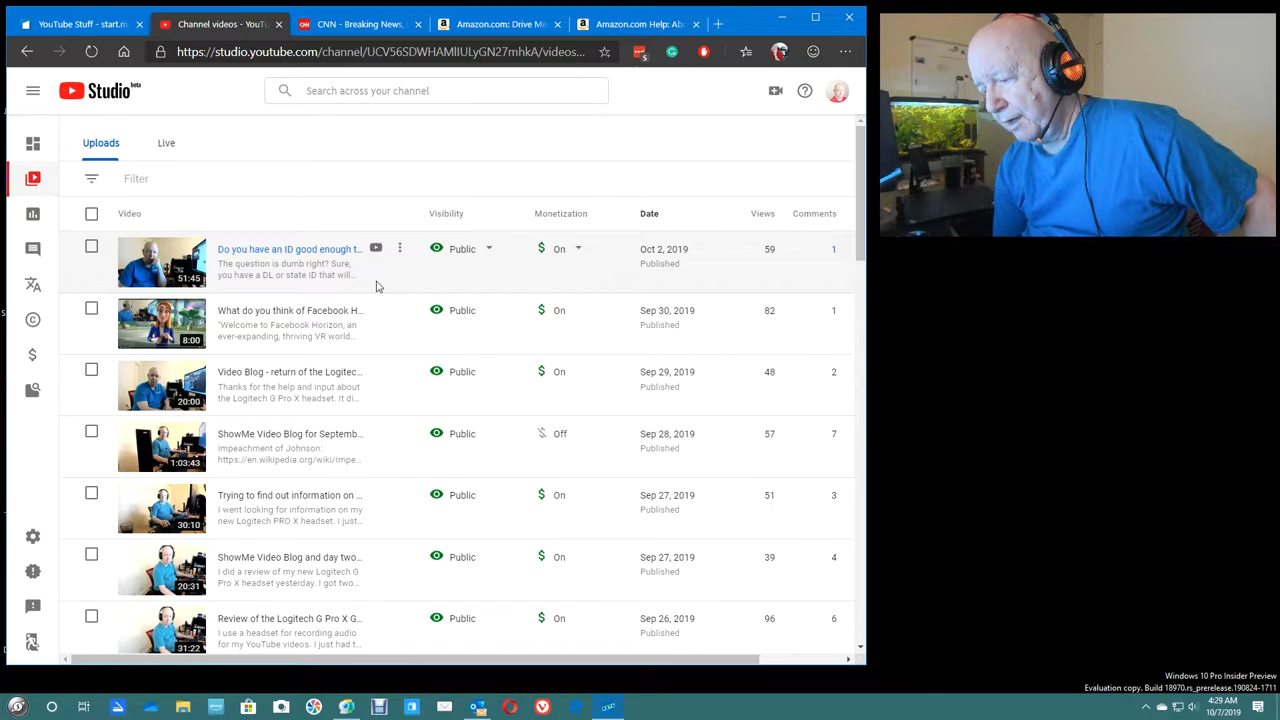 YouTube Stuff - start.m
Channel videos - YouTu
CNN - Breaking News,
Amazon.com: Drive Me
Amazon.com Help: Abo
https://studio.youtube.com/channel/UCV56SDWHAMlIULyGN27mhkA/videos...
5
Studio beta
Search across your channel
Uploads
Live
Filter
Video
Visibility
Monetization
Date
Views
Comments
Do you have an ID good enough t...
Public
On
Oct 2, 2019
59
1
The question is dumb right? Sure,
Published
you have a DL or state ID that will...
51:45
What do you think of Facebook H...
Public
On
Sep 30, 2019
82
1
"Welcome to Facebook Horizon, an
Published
ever-expanding, thriving VR world...
8:00
Video Blog - return of the Logitec...
Public
On
Sep 29, 2019
48
2
Thanks for the help and input about
Published
the Logitech G Pro X headset. It di...
20:00
ShowMe Video Blog for Septemb...
Public
Off
Sep 28, 2019
57
7
Impeachment of Johnson:
Published
https://en.wikipedia.org/wiki/Impe...
1:03:43
Trying to find out information on ...
Public
On
Sep 27, 2019
51
3
I went looking for information on my
Published
new Logitech PRO X headset. I just...
30:10
ShowMe Video Blog and day two...
Public
On
Sep 27, 2019
39
4
I did a review of my new Logitech G
Published
Pro X headset yesterday. I got two...
20:31
Review of the Logitech G Pro X G...
Public
On
Sep 26, 2019
96
6
I use a headset for recording audio
Published
for my YouTube videos. I just had t...
31:22
Windows 10 Pro Insider Preview
Evaluation copy. Build 18970.rs_prerelease.190824-1711
4:29 AM
10/7/2019